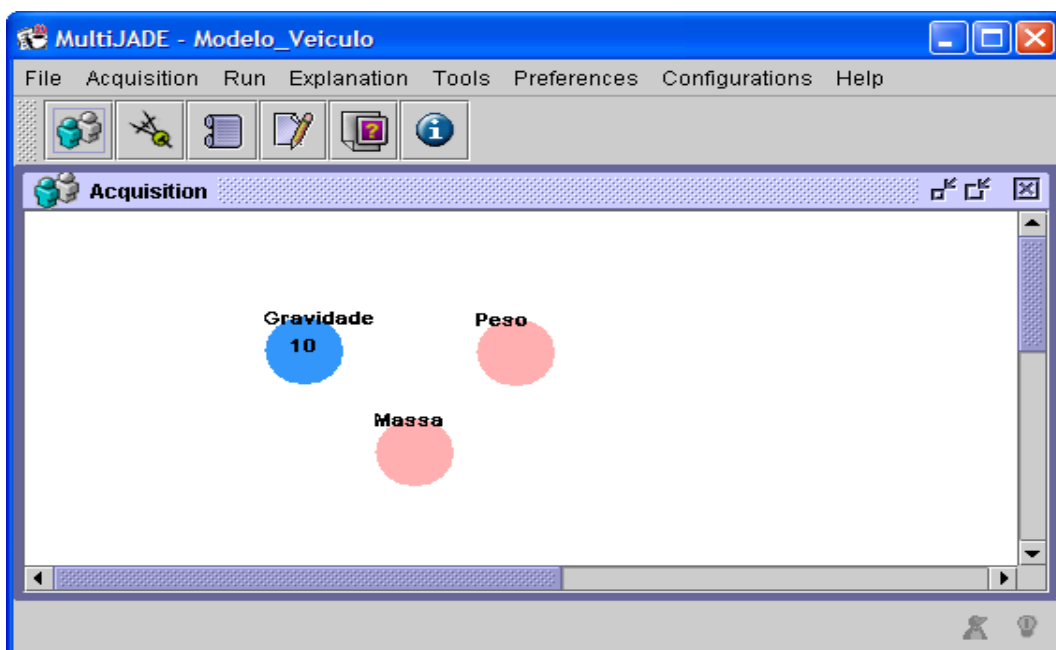 MultiJADE - Modelo_Veiculo
File Acquisition Run Explanation Tools Preferences Configurations Help
Acquisition
Gravidade
Peso
10
Massa